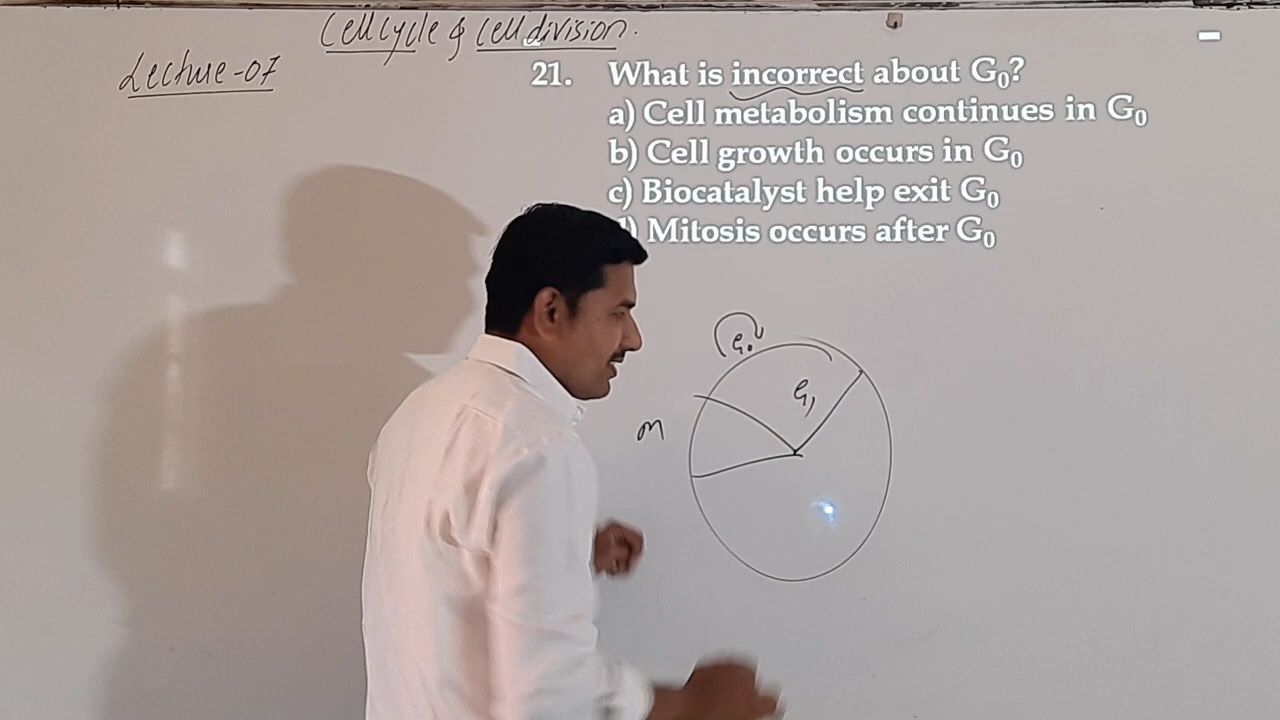 Cell cycle & cell division.
Lecture-07
21. What is incorrect about G₀?
a) Cell metabolism continues in G₀
b) Cell growth occurs in G₀
c) Biocatalyst help exit G₀
) Mitosis occurs after G₀
G₀
G₁
M